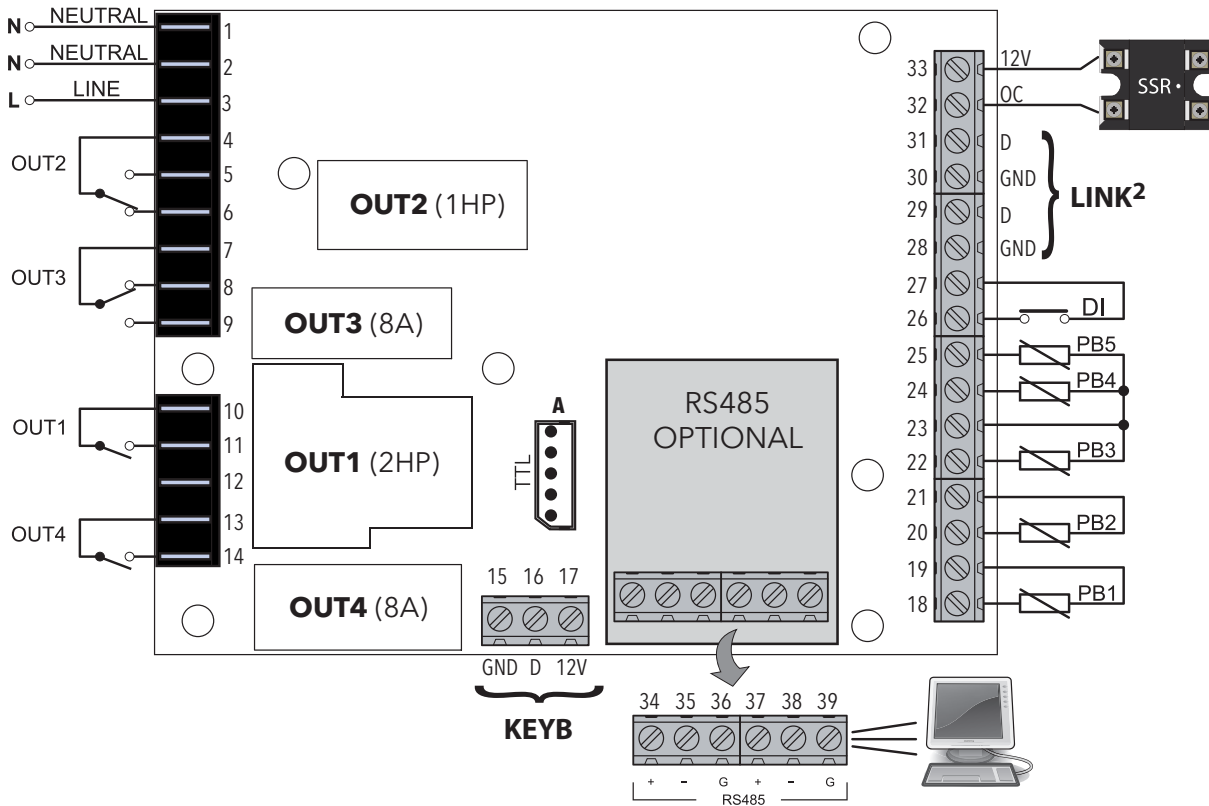 N NEUTRAL 1
N NEUTRAL 2
L LINE 3
4
OUT2
5
6
7
OUT3
8
9
10
OUT1
11
12
13
OUT4
14
OUT2 (1HP)
OUT3 (8A)
OUT1 (2HP)
OUT4 (8A)
A
TTL
15 16 17
GND D 12V
KEYB
RS485
OPTIONAL
34 35 36 37 38 39
+ - G + - G
RS485
33 12V
32 OC
SSR
31 D
30 GND
29 D
28 GND
LINK2
27
26 DI
25 PB5
24 PB4
23
22 PB3
21
20 PB2
19
18 PB1